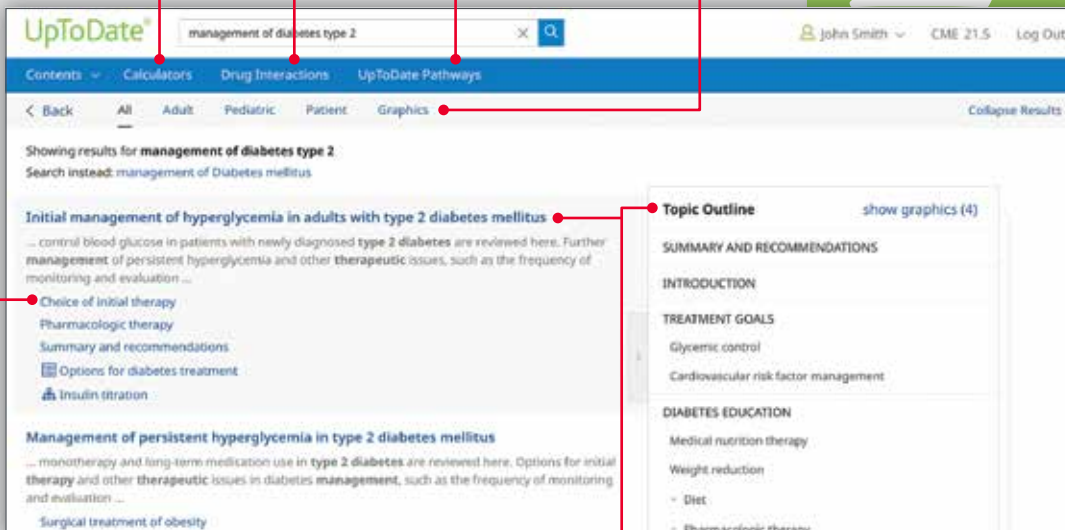 UpToDate®
management of diabetes type 2
John Smith
CME 21.5
Log Out
Contents
Calculators
Drug Interactions
UpToDate Pathways
< Back
All
Adult
Pediatric
Patient
Graphics
Collapse Results
Showing results for management of diabetes type 2
Search instead: management of Diabetes mellitus
Initial management of hyperglycemia in adults with type 2 diabetes mellitus
... control blood glucose in patients with newly diagnosed type 2 diabetes are reviewed here. Further
management of persistent hyperglycemia and other therapeutic issues, such as the frequency of
monitoring and evaluation ...
Choice of initial therapy
Pharmacologic therapy
Summary and recommendations
Options for diabetes treatment
Insulin titration
Management of persistent hyperglycemia in type 2 diabetes mellitus
... monotherapy and long-term medication use in type 2 diabetes are reviewed here. Options for initial
therapy and other therapeutic issues in diabetes management, such as the frequency of monitoring
and evaluation ...
Surgical treatment of obesity
Topic Outline
show graphics (4)
SUMMARY AND RECOMMENDATIONS
INTRODUCTION
TREATMENT GOALS
Glycemic control
Cardiovascular risk factor management
DIABETES EDUCATION
Medical nutrition therapy
Weight reduction
- Diet
- Pharmacologic therapy